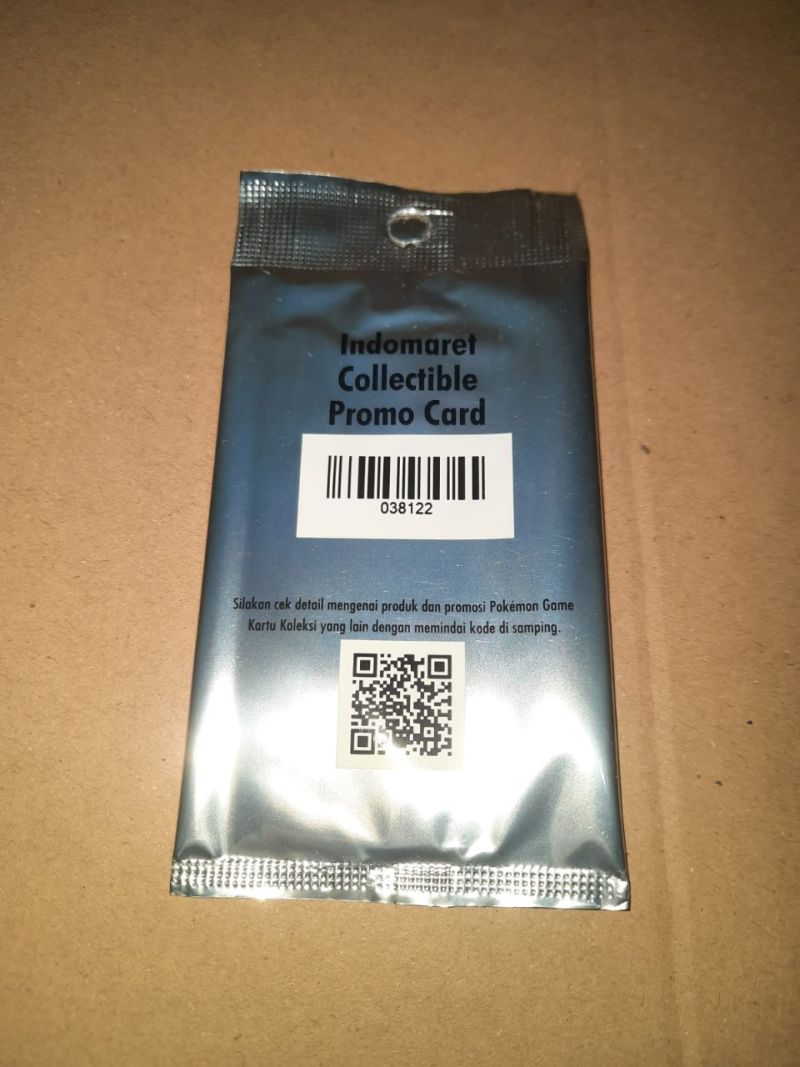 Indomaret
Collectible
Promo Card
038122
Silakan cek detail mengenai produk dan promosi Pokémon Game
Kartu Koleksi yang lain dengan memindai kode di samping.